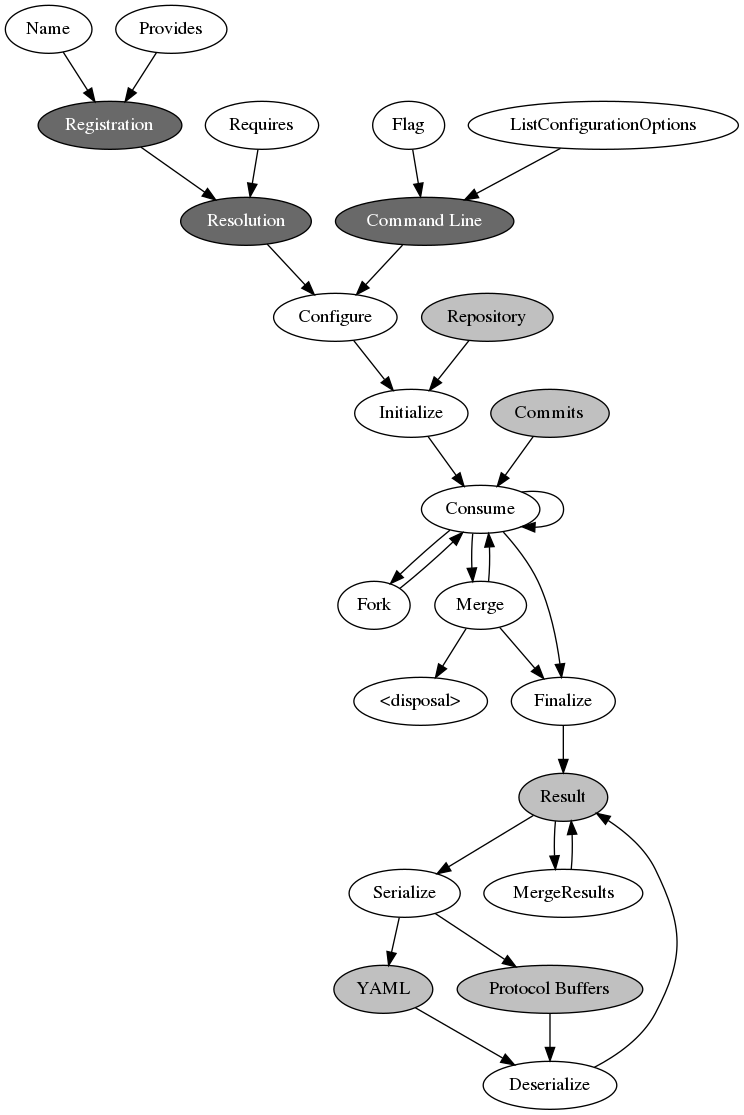 Name
Provides
Registration
Requires
Flag
ListConfigurationOptions
Resolution
Command Line
Configure
Repository
Initialize
Commits
Consume
Fork
Merge
<disposal>
Finalize
Result
Serialize
MergeResults
YAML
Protocol Buffers
Deserialize